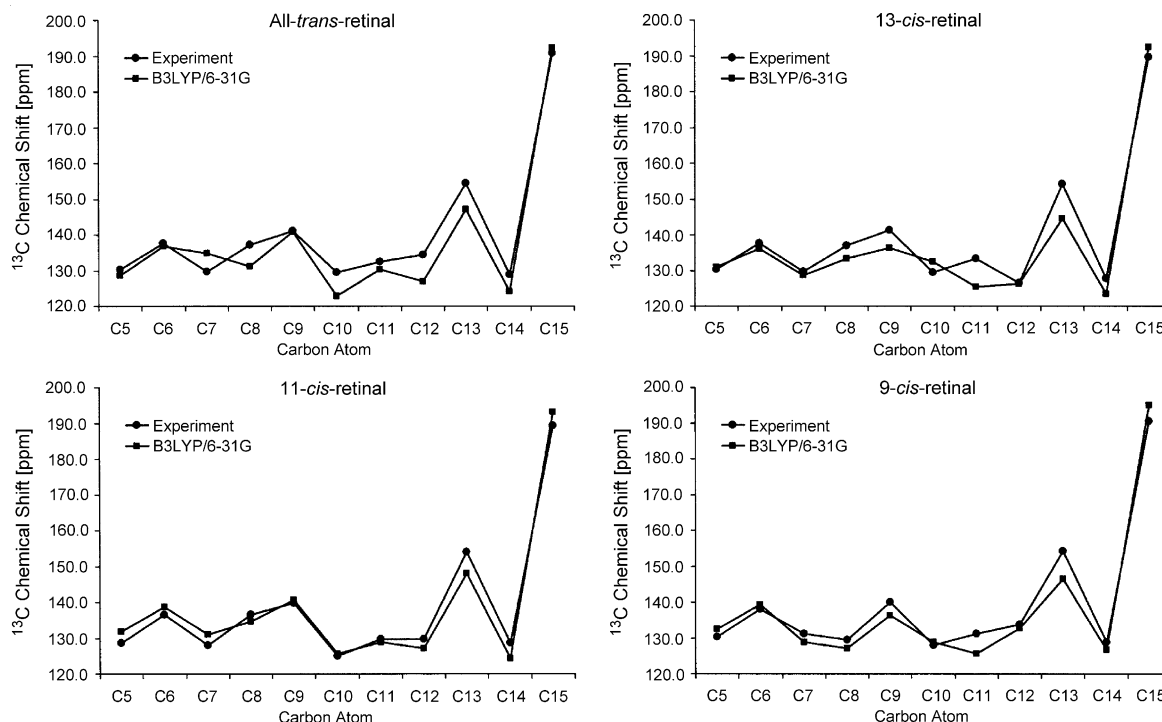 All-trans-retinal
200.0
190.0
180.0
170.0
160.0
150.0
140.0
130.0
120.0
13C Chemical Shift [ppm]
Experiment
B3LYP/6-31G
C5 C6 C7 C8 C9 C10 C11 C12 C13 C14 C15
Carbon Atom
13-cis-retinal
200.0
190.0
180.0
170.0
160.0
150.0
140.0
130.0
120.0
13C Chemical Shift [ppm]
Experiment
B3LYP/6-31G
C5 C6 C7 C8 C9 C10 C11 C12 C13 C14 C15
Carbon Atom
11-cis-retinal
200.0
190.0
180.0
170.0
160.0
150.0
140.0
130.0
120.0
13C Chemical Shift [ppm]
Experiment
B3LYP/6-31G
C5 C6 C7 C8 C9 C10 C11 C12 C13 C14 C15
Carbon Atom
9-cis-retinal
200.0
190.0
180.0
170.0
160.0
150.0
140.0
130.0
120.0
13C Chemical Shift [ppm]
Experiment
B3LYP/6-31G
C5 C6 C7 C8 C9 C10 C11 C12 C13 C14 C15
Carbon Atom